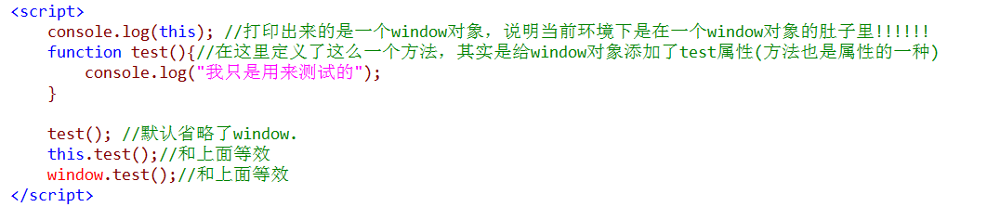 <script>
    console.log(this); //打印出来的是一个window对象，说明当前环境下是在一个window对象的肚子里!!!!!!
    function test(){//在这里定义了这么一个方法，其实是给window对象添加了test属性(方法也是属性的一种)
        console.log("我只是用来测试的");
    }

    test(); //默认省略了window.
    this.test();//和上面等效
    window.test();//和上面等效
</script>